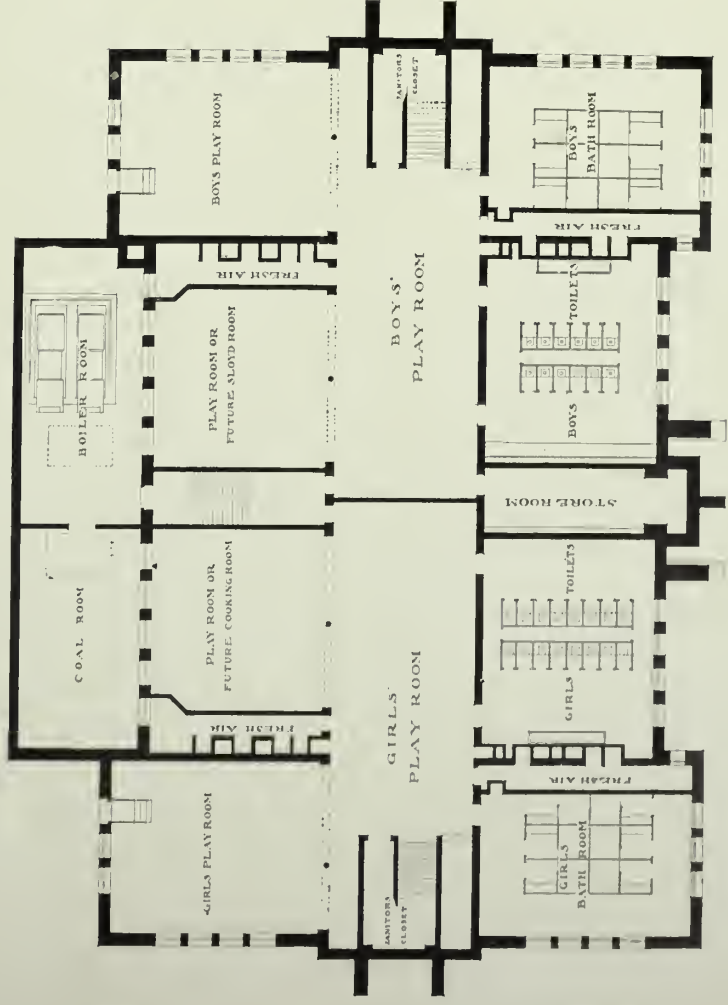 JANITORS
CLOSET
BOYS PLAY ROOM
BOYS
BATH ROOM
FRESH AIR
FRESH AIR
BOYS'
PLAY ROOM
TOILETS
BOYS
PLAY ROOM OR
FUTURE SLOYD ROOM
BOILER ROOM
STORE ROOM
COAL ROOM
PLAY ROOM OR
FUTURE COOKING ROOM
TOILETS
GIRLS
GIRLS'
PLAY ROOM
FRESH AIR
FRESH AIR
GIRLS PLAY ROOM
GIRLS
BATH ROOM
JANITORS
CLOSET